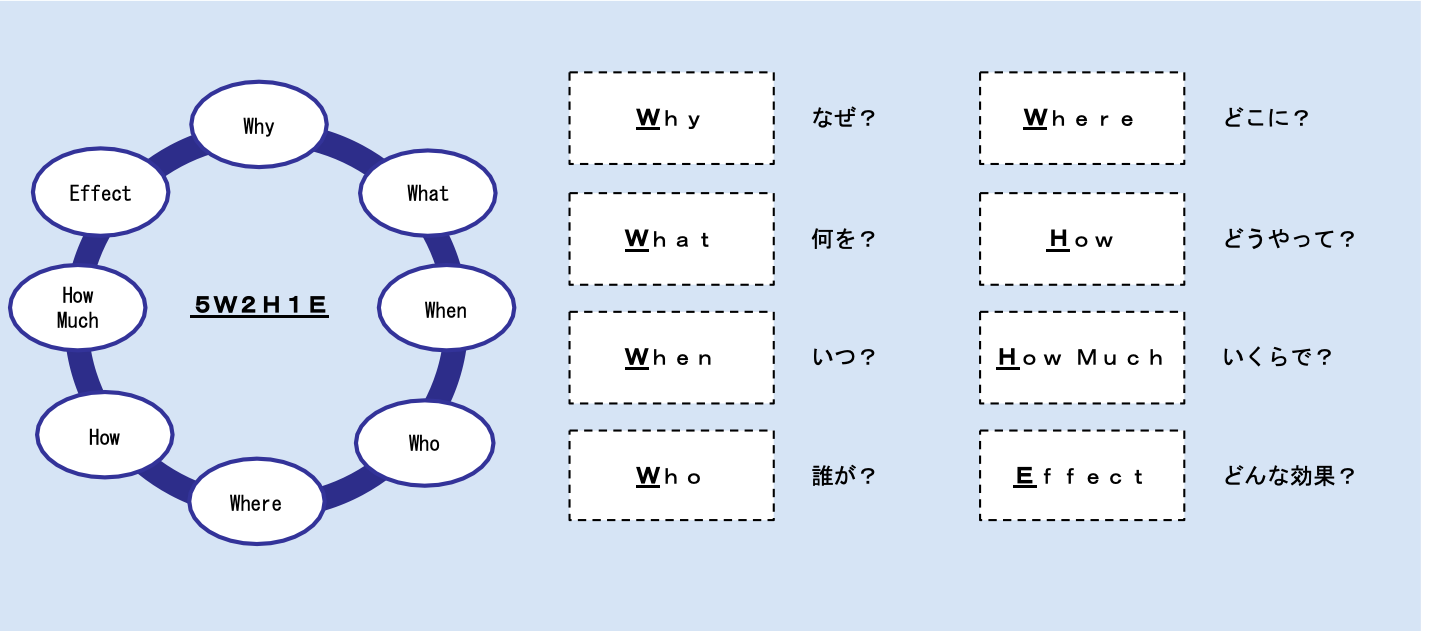 Why
Effect
What
How
Much
５Ｗ２Ｈ１Ｅ
When
How
Who
Where
Ｗｈｙ
なぜ？
Ｗｈａｔ
何を？
Ｗｈｅｎ
いつ？
Ｗｈｏ
誰が？
Ｗｈｅｒｅ
どこに？
Ｈｏｗ
どうやって？
Ｈｏｗ Ｍｕｃｈ
いくらで？
Ｅｆｆｅｃｔ
どんな効果？